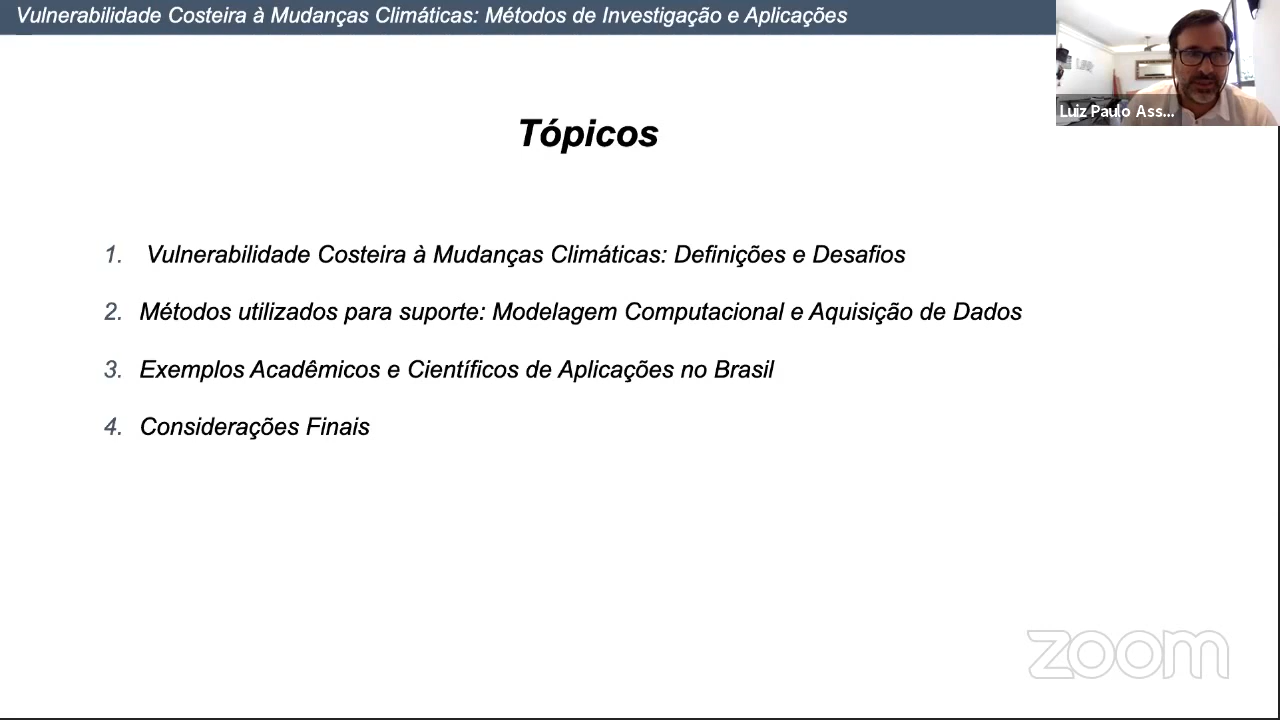 Vulnerabilidade Costeira à Mudanças Climáticas: Métodos de Investigação e Aplicações
Luiz Paulo Ass...
Tópicos
1. Vulnerabilidade Costeira à Mudanças Climáticas: Definições e Desafios
2. Métodos utilizados para suporte: Modelagem Computacional e Aquisição de Dados
3. Exemplos Acadêmicos e Científicos de Aplicações no Brasil
4. Considerações Finais
zoom